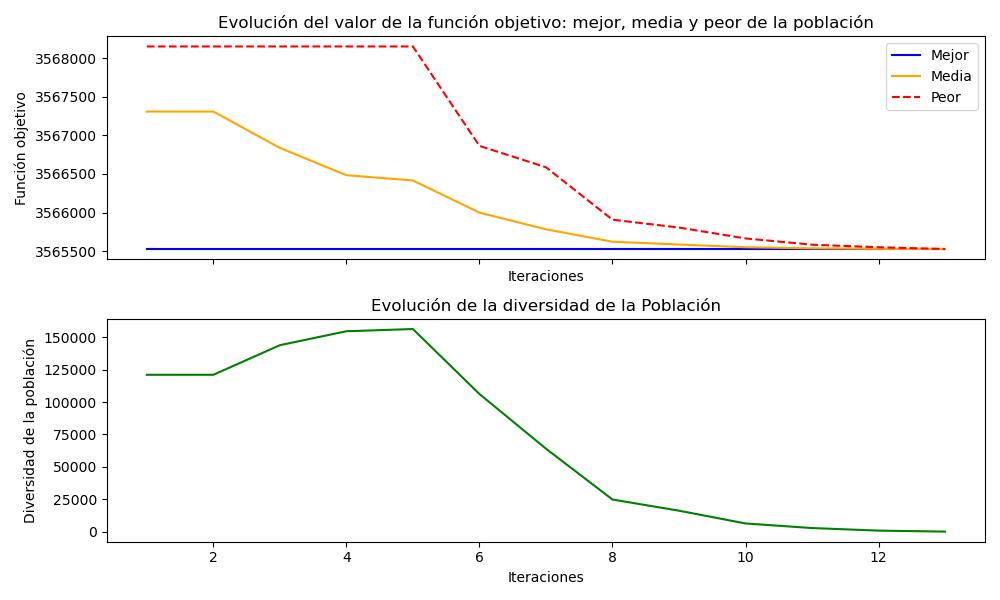 Evolución del valor de la función objetivo: mejor, media y peor de la población
Función objetivo
3568000
3567500
3567000
3566500
3566000
3565500
Mejor
Media
Peor
Iteraciones
Evolución de la diversidad de la Población
Diversidad de la población
150000
125000
100000
75000
50000
25000
0
2 4 6 8 10 12
Iteraciones